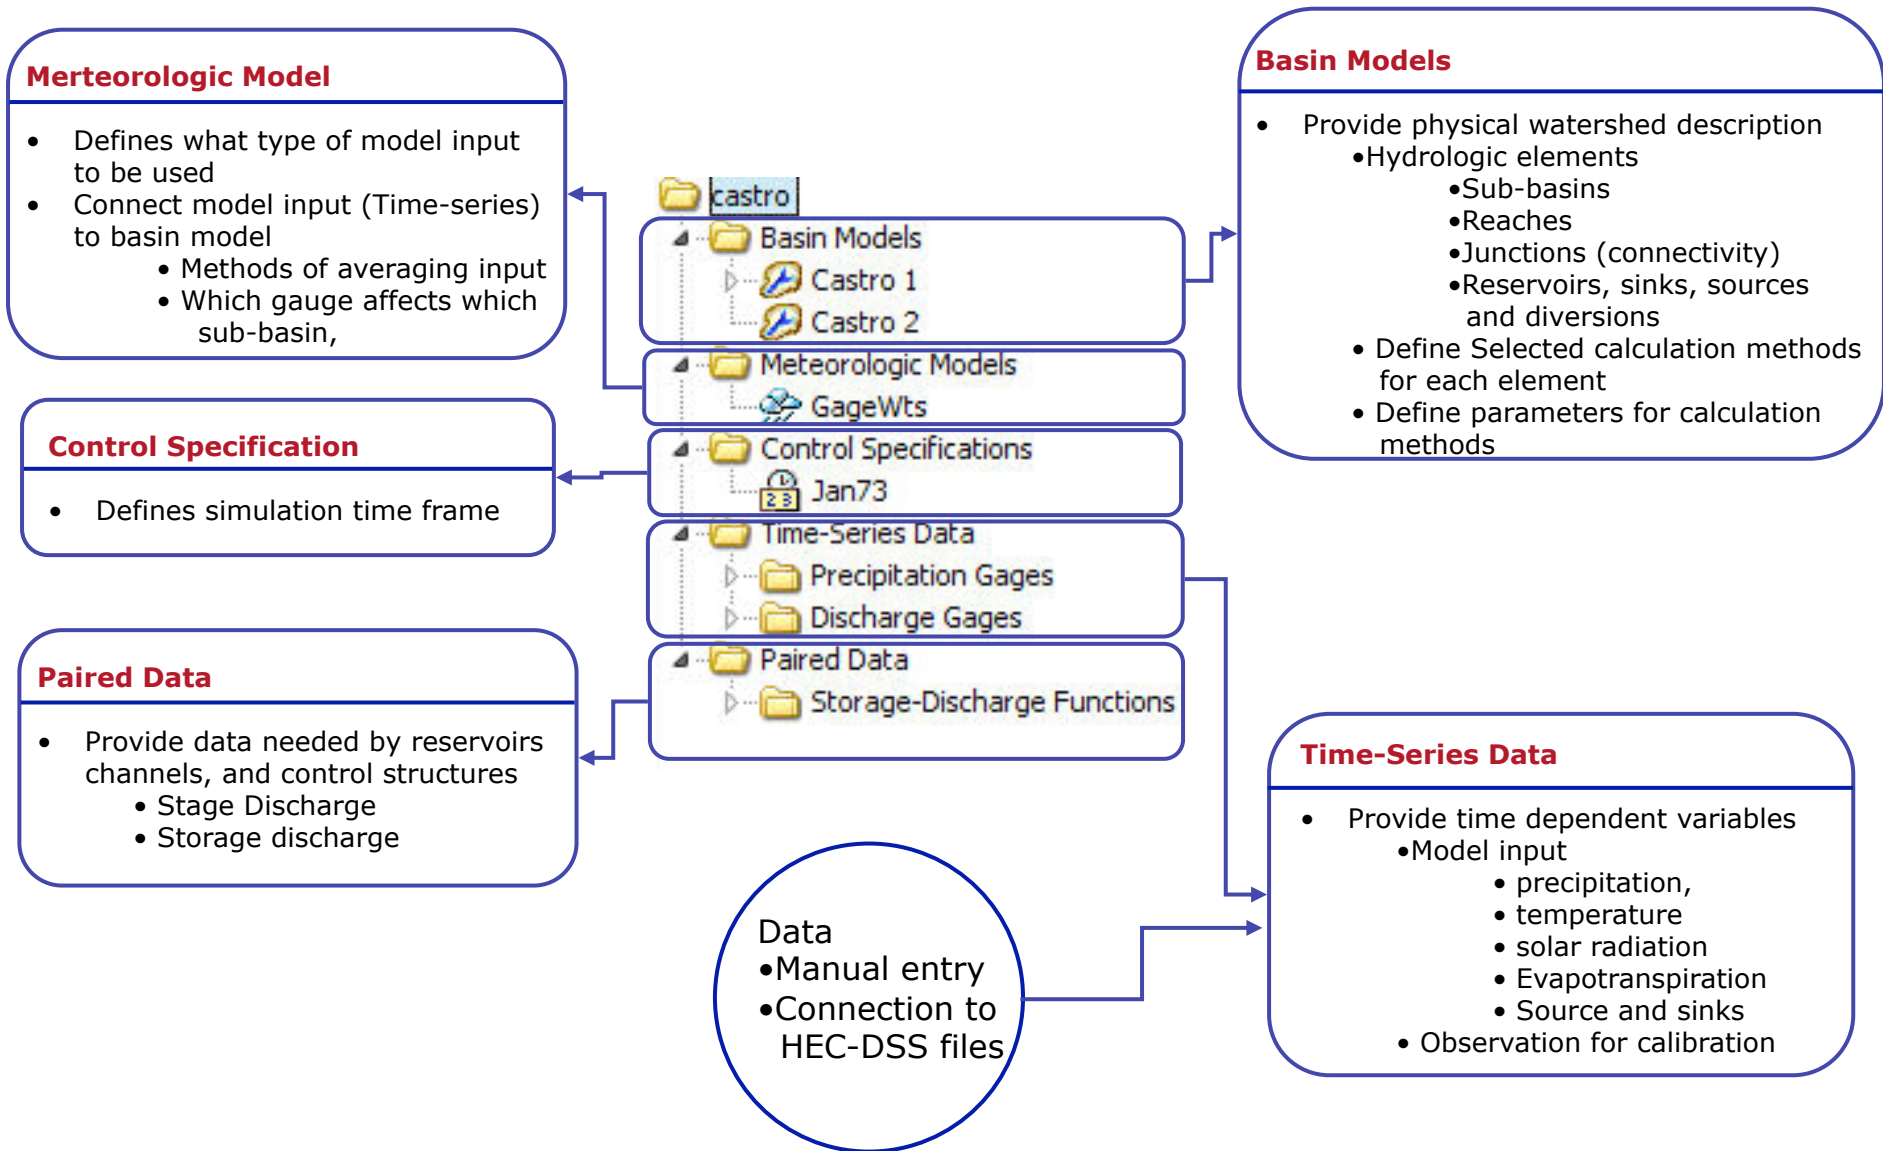 Merteorologic Model
• Defines what type of model input
to be used
• Connect model input (Time-series)
to basin model
• Methods of averaging input
• Which gauge affects which
sub-basin,
Control Specification
• Defines simulation time frame
Paired Data
• Provide data needed by reservoirs
channels, and control structures
• Stage Discharge
• Storage discharge
castro
Basin Models
Castro 1
Castro 2
Meteorologic Models
GageWts
Control Specifications
Jan73
Time-Series Data
Precipitation Gages
Discharge Gages
Paired Data
Storage-Discharge Functions
Data
•Manual entry
•Connection to
HEC-DSS files
Basin Models
• Provide physical watershed description
•Hydrologic elements
•Sub-basins
•Reaches
•Junctions (connectivity)
•Reservoirs, sinks, sources
and diversions
• Define Selected calculation methods
for each element
• Define parameters for calculation
methods
Time-Series Data
• Provide time dependent variables
•Model input
• precipitation,
• temperature
• solar radiation
• Evapotranspiration
• Source and sinks
• Observation for calibration